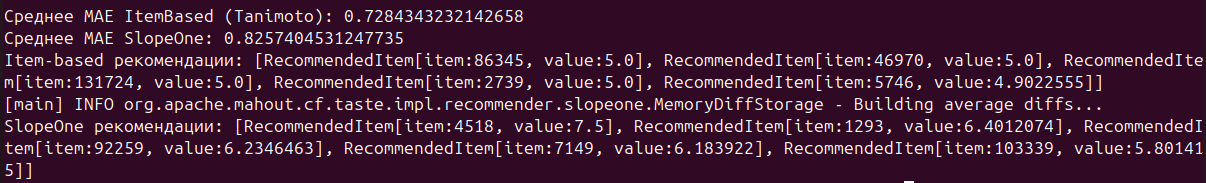 Среднее MAE ItemBased (Tanimoto): 0.7284343232142658
Среднее MAE SlopeOne: 0.8257404531247735
Item-based рекомендации: [RecommendedItem[item:86345, value:5.0], RecommendedItem[item:46970, value:5.0], RecommendedIte
m[item:131724, value:5.0], RecommendedItem[item:2739, value:5.0], RecommendedItem[item:5746, value:4.9022555]]
[main] INFO org.apache.mahout.cf.taste.impl.recommender.slopeone.MemoryDiffStorage - Building average diffs...
SlopeOne рекомендации: [RecommendedItem[item:4518, value:7.5], RecommendedItem[item:1293, value:6.4012074], RecommendedI
tem[item:92259, value:6.2346463], RecommendedItem[item:7149, value:6.183922], RecommendedItem[item:103339, value:5.80141
5]]